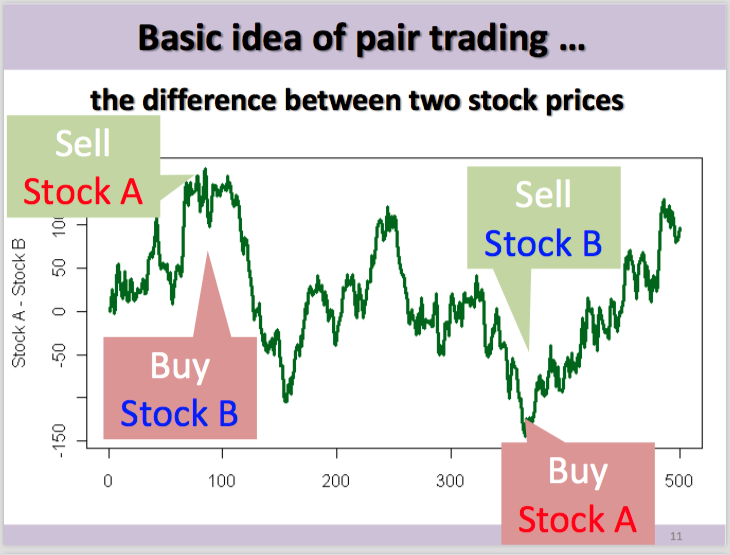 Basic idea of pair trading …
the difference between two stock prices
Sell
Stock A
Sell
Stock B
Buy
Stock B
Buy
Stock A
Stock A - Stock B
100
50
0
-50
-150
0
100
200
300
500
11